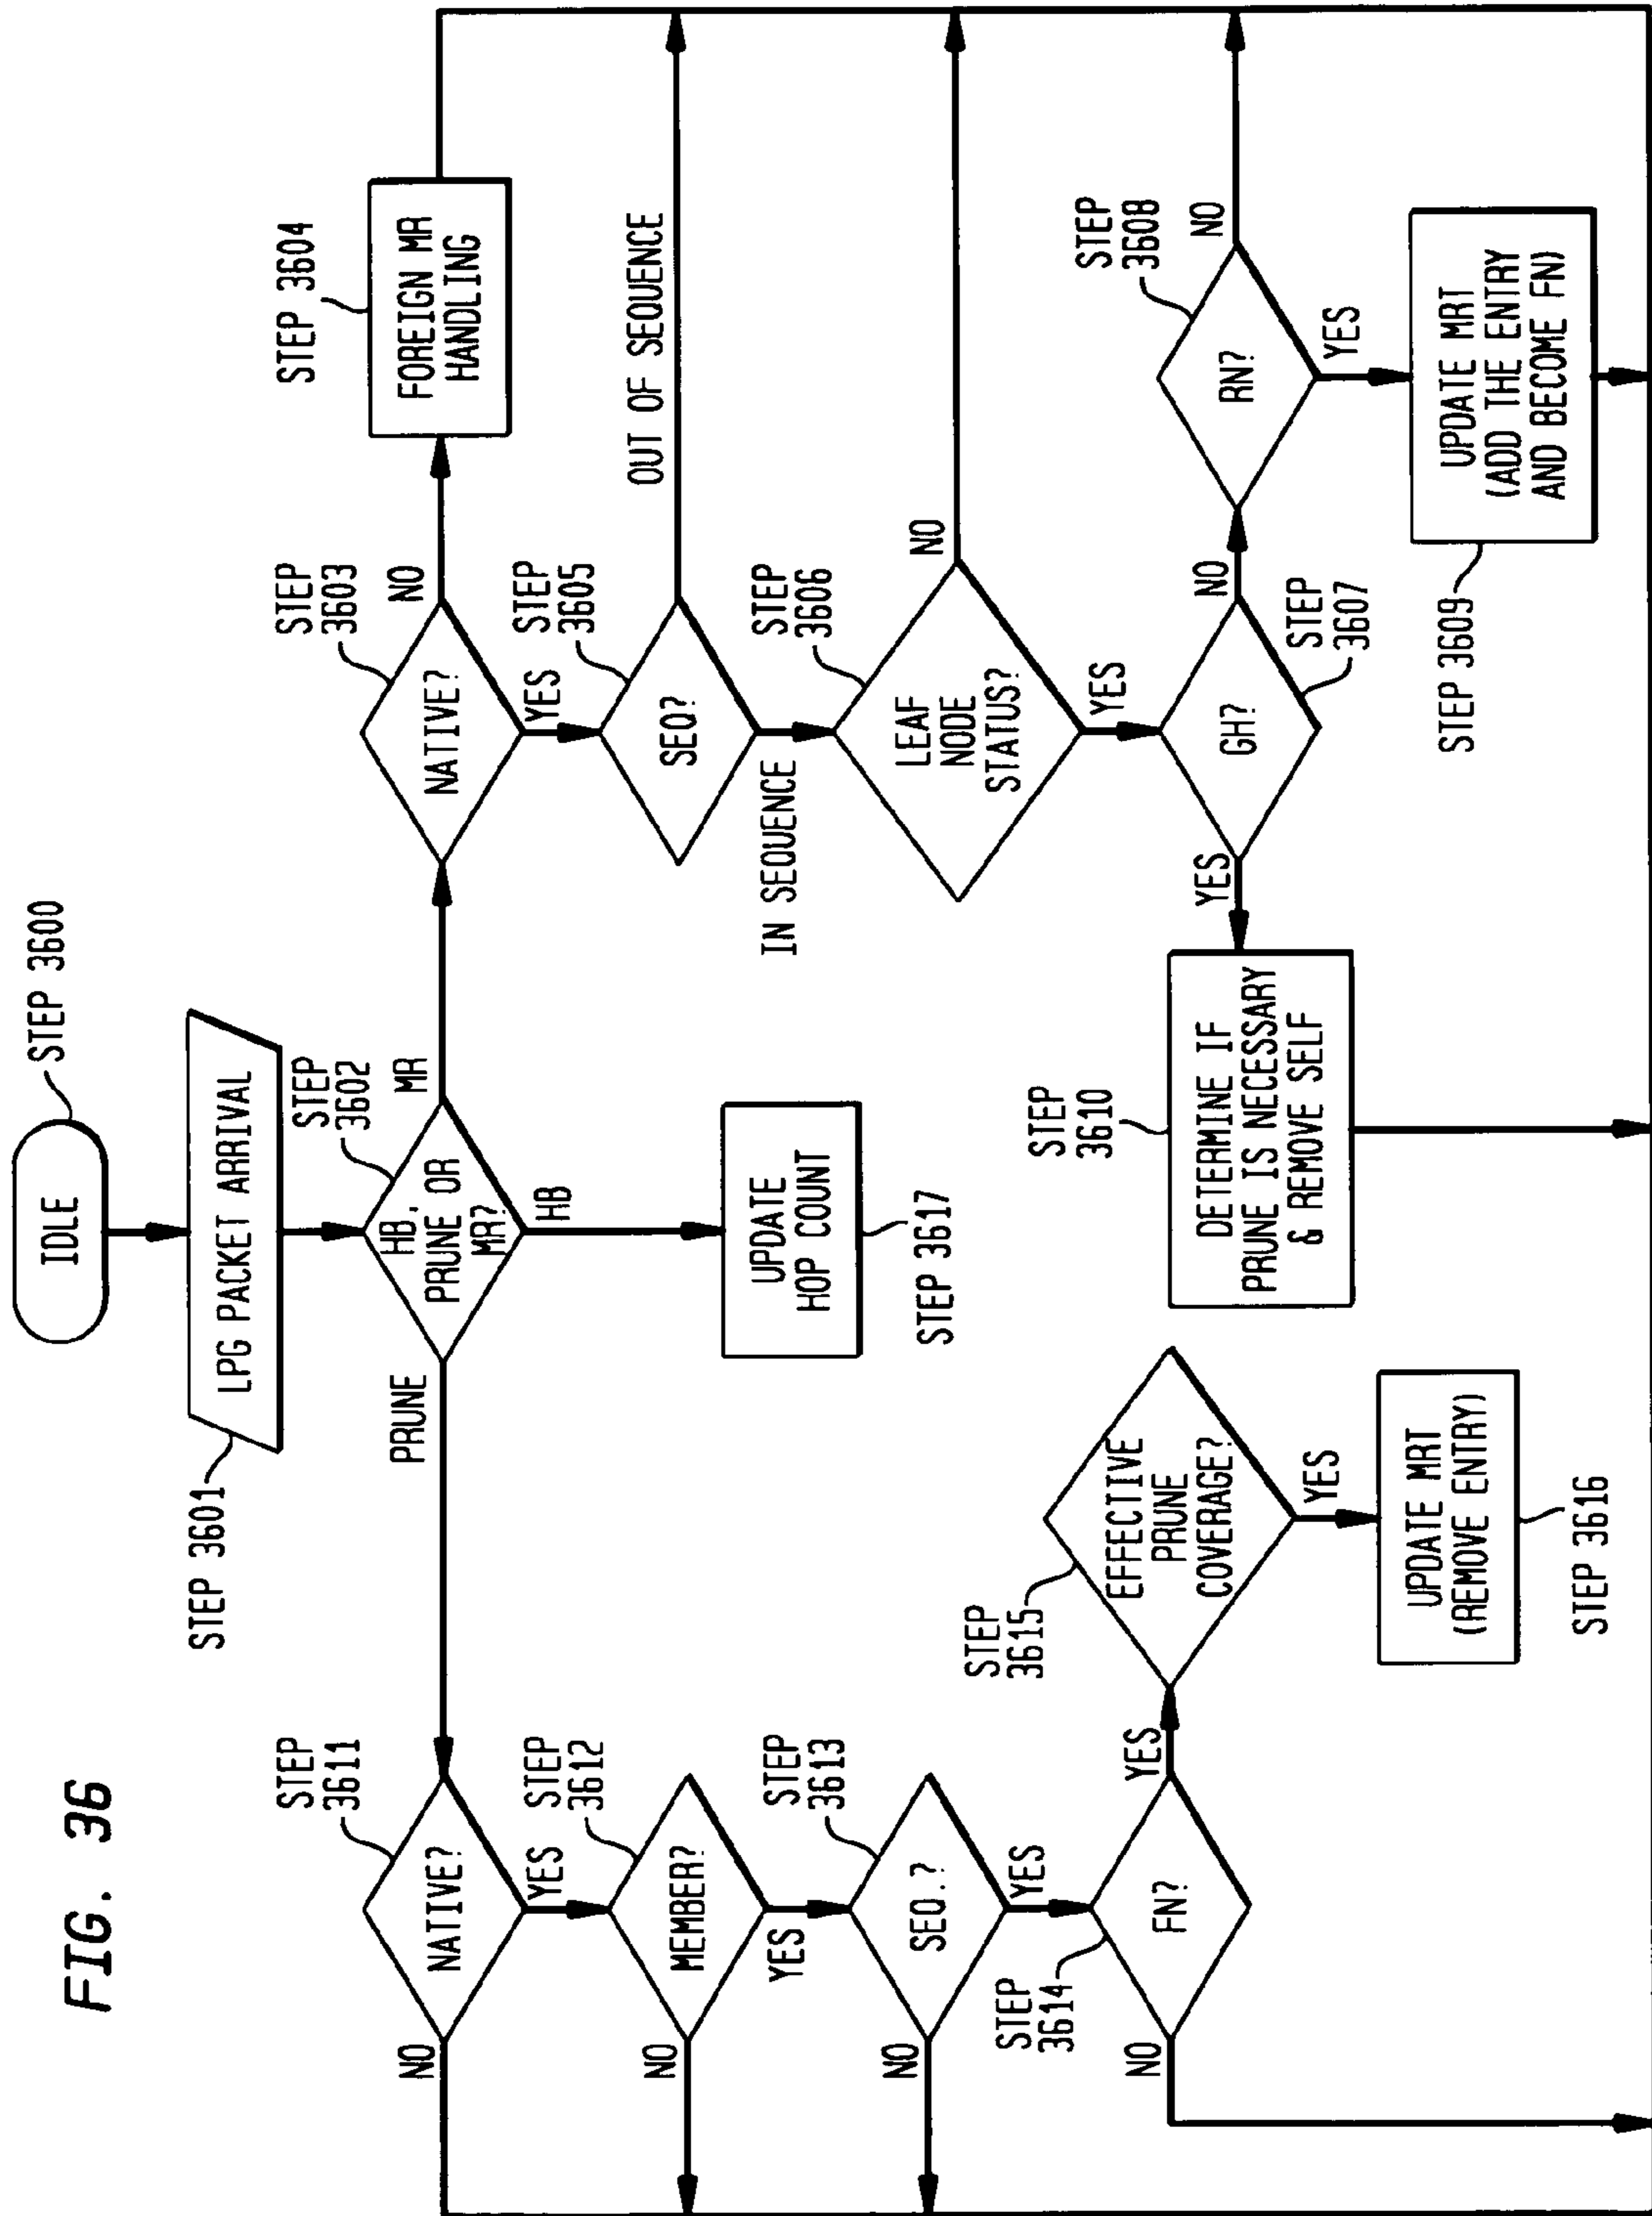 FIG. 36
IDLE
STEP 3600
LPG PACKET ARRIVAL
STEP 3601
HB,
PRUNE OR
MR?
STEP
3602
PRUNE
MR
HB
UPDATE
HOP COUNT
STEP 3617
NATIVE?
STEP
3603
NO
YES
FOREIGN MR
HANDLING
STEP 3604
SEQ?
STEP
3605
OUT OF SEQUENCE
IN SEQUENCE
LEAF
NODE
STATUS?
STEP
3606
NO
YES
GH?
STEP
3607
NO
YES
RN?
STEP
3608
NO
YES
UPDATE MRT
(ADD THE ENTRY
AND BECOME FN)
STEP 3609
DETERMINE IF
PRUNE IS NECESSARY
& REMOVE SELF
STEP
3610
NATIVE?
STEP
3611
NO
YES
MEMBER?
STEP
3612
NO
YES
SEQ.?
STEP
3613
NO
YES
FN?
STEP
3614
NO
YES
EFFECTIVE
PRUNE
COVERAGE?
STEP
3615
YES
UPDATE MRT
(REMOVE ENTRY)
STEP 3616